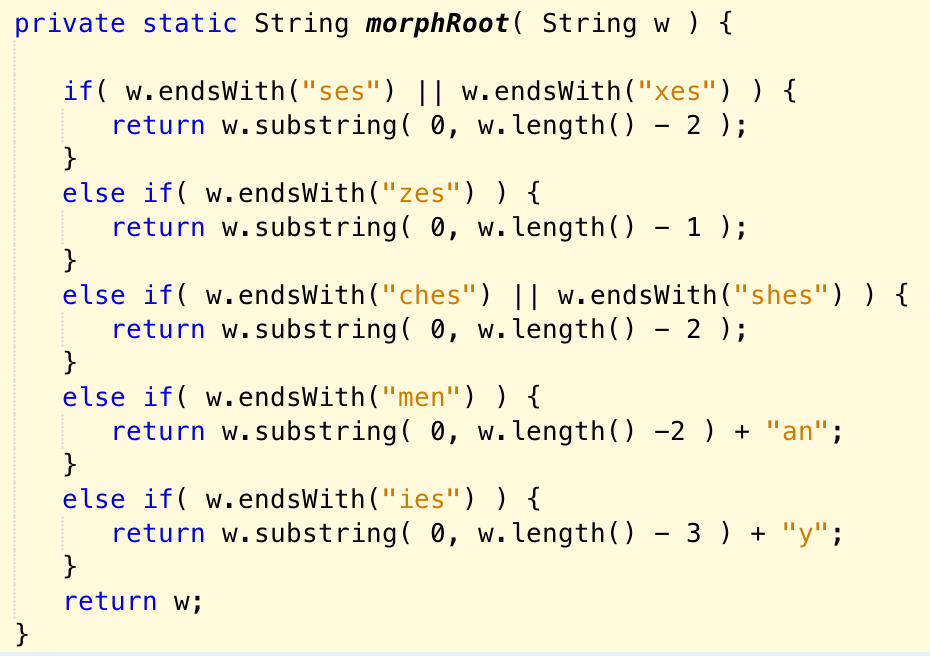 private static String morphRoot( String w ) {
if( w.endsWith("ses") || w.endsWith("xes") ) {
return w.substring( 0, w.length() - 2 );
}
else if( w.endsWith("zes") ) {
return w.substring( 0, w.length() - 1 );
}
else if( w.endsWith("ches") || w.endsWith("shes") ) {
return w.substring( 0, w.length() - 2 );
}
else if( w.endsWith("men") ) {
return w.substring( 0, w.length() -2 ) + "an";
}
else if( w.endsWith("ies") ) {
return w.substring( 0, w.length() - 3 ) + "y";
}
return w;
}